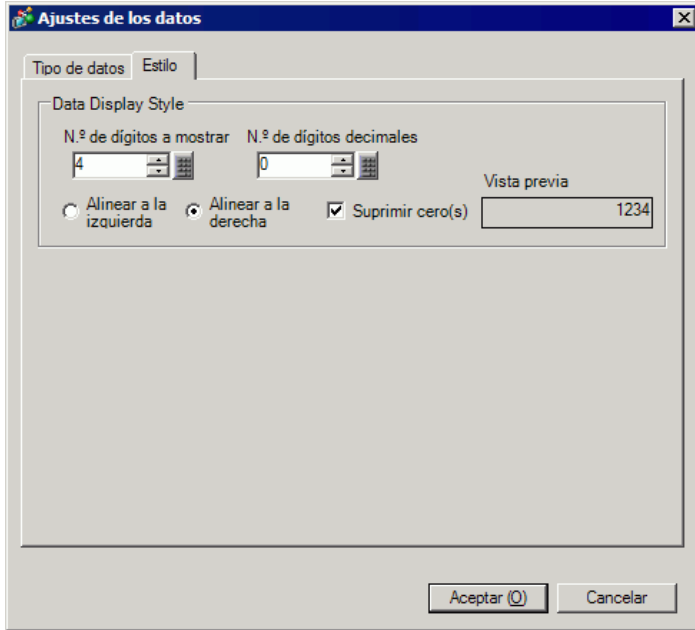 Ajustes de los datos
Tipo de datos Estilo
Data Display Style
N.º de dígitos a mostrar N.º de dígitos decimales
4 0
Vista previa
Alinear a la izquierda
Alinear a la derecha
Suprimir cero(s)
1234
Aceptar (O) Cancelar